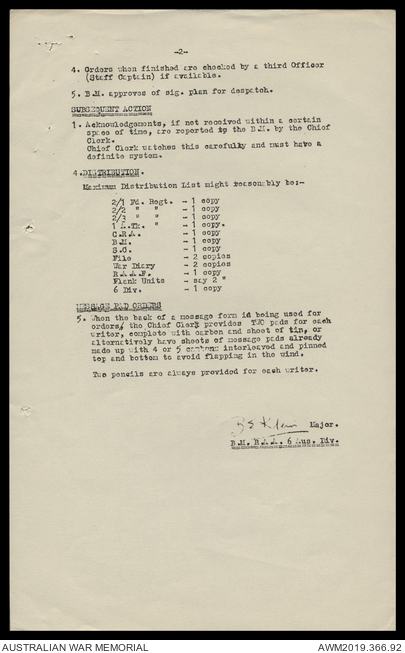 -2-
4. Orders when finished are checked by a third Officer
(Staff Captain) if available.
5. B.M. approves of sig. plan for despatch.
SUBSEQUENT ACTION
1. Acknowledgements, if not received within a certain
space of time, are reported to the B.M. by the Chief
Clerk.
Chief Clerk watches this carefully and must have a
definite system.
4. DISTRIBUTION.
Maximum Distribution List might reasonably be:-
2/1 Fd. Regt. - 1 copy
2/2 " " - 1 copy
2/3 " " - 1 copy
1 A.Tk. " - 1 copy.
C.R.A. - 1 copy
B.M. - 1 copy
S.C. - 1 copy
File - 2 copies
War Diary - 2 copies
R.A.A.F. - 1 copy
Flank Units - say 2 "
6 Div. - 1 copy
MESSAGE PAD ORDERS
5. When the back of a message form is being used for
orders, the Chief Clerk provides TWO pads for each
writer, complete with carbon and sheet of tin, or
alternatively have sheets of message pads already
made up with 4 or 5 carbons interleaved and pinned
top and bottom to avoid flapping in the wind.
Two pencils are always provided for each writer.
Major.
B.M. R.A.A. 6 Aus. Div.
AUSTRALIAN WAR MEMORIAL
AWM2019.366.92